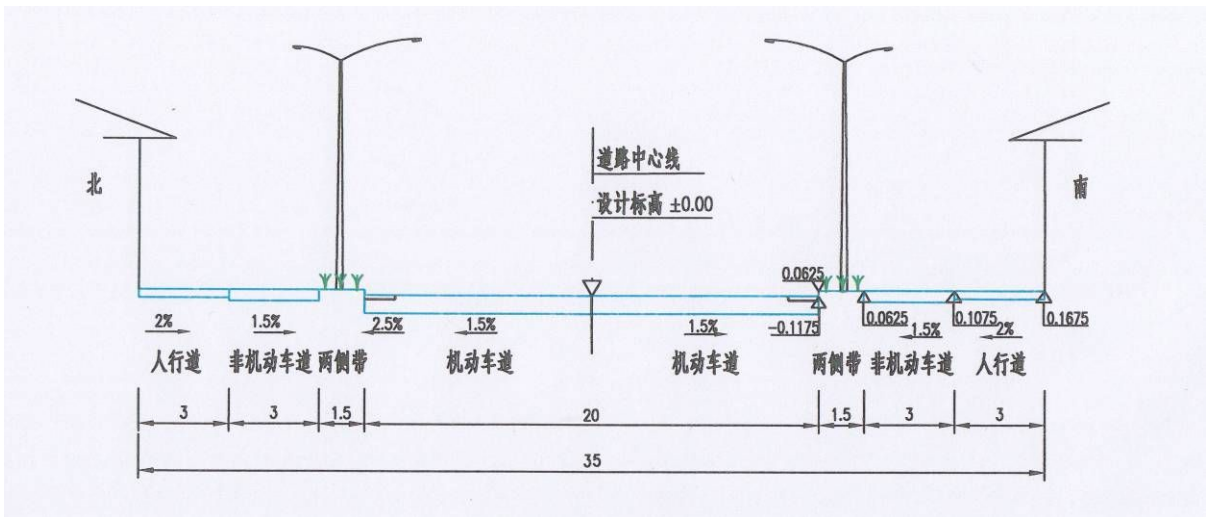 道路中心线
北
南
设计标高 ±0.00
0.0625
2%
1.5%
2.5%
1.5%
1.5%
-0.1175
0.0625
1.5%
0.1075
2%
0.1675
人行道
非机动车道
两侧带
机动车道
机动车道
两侧带
非机动车道
人行道
3
3
1.5
20
1.5
3
3
35